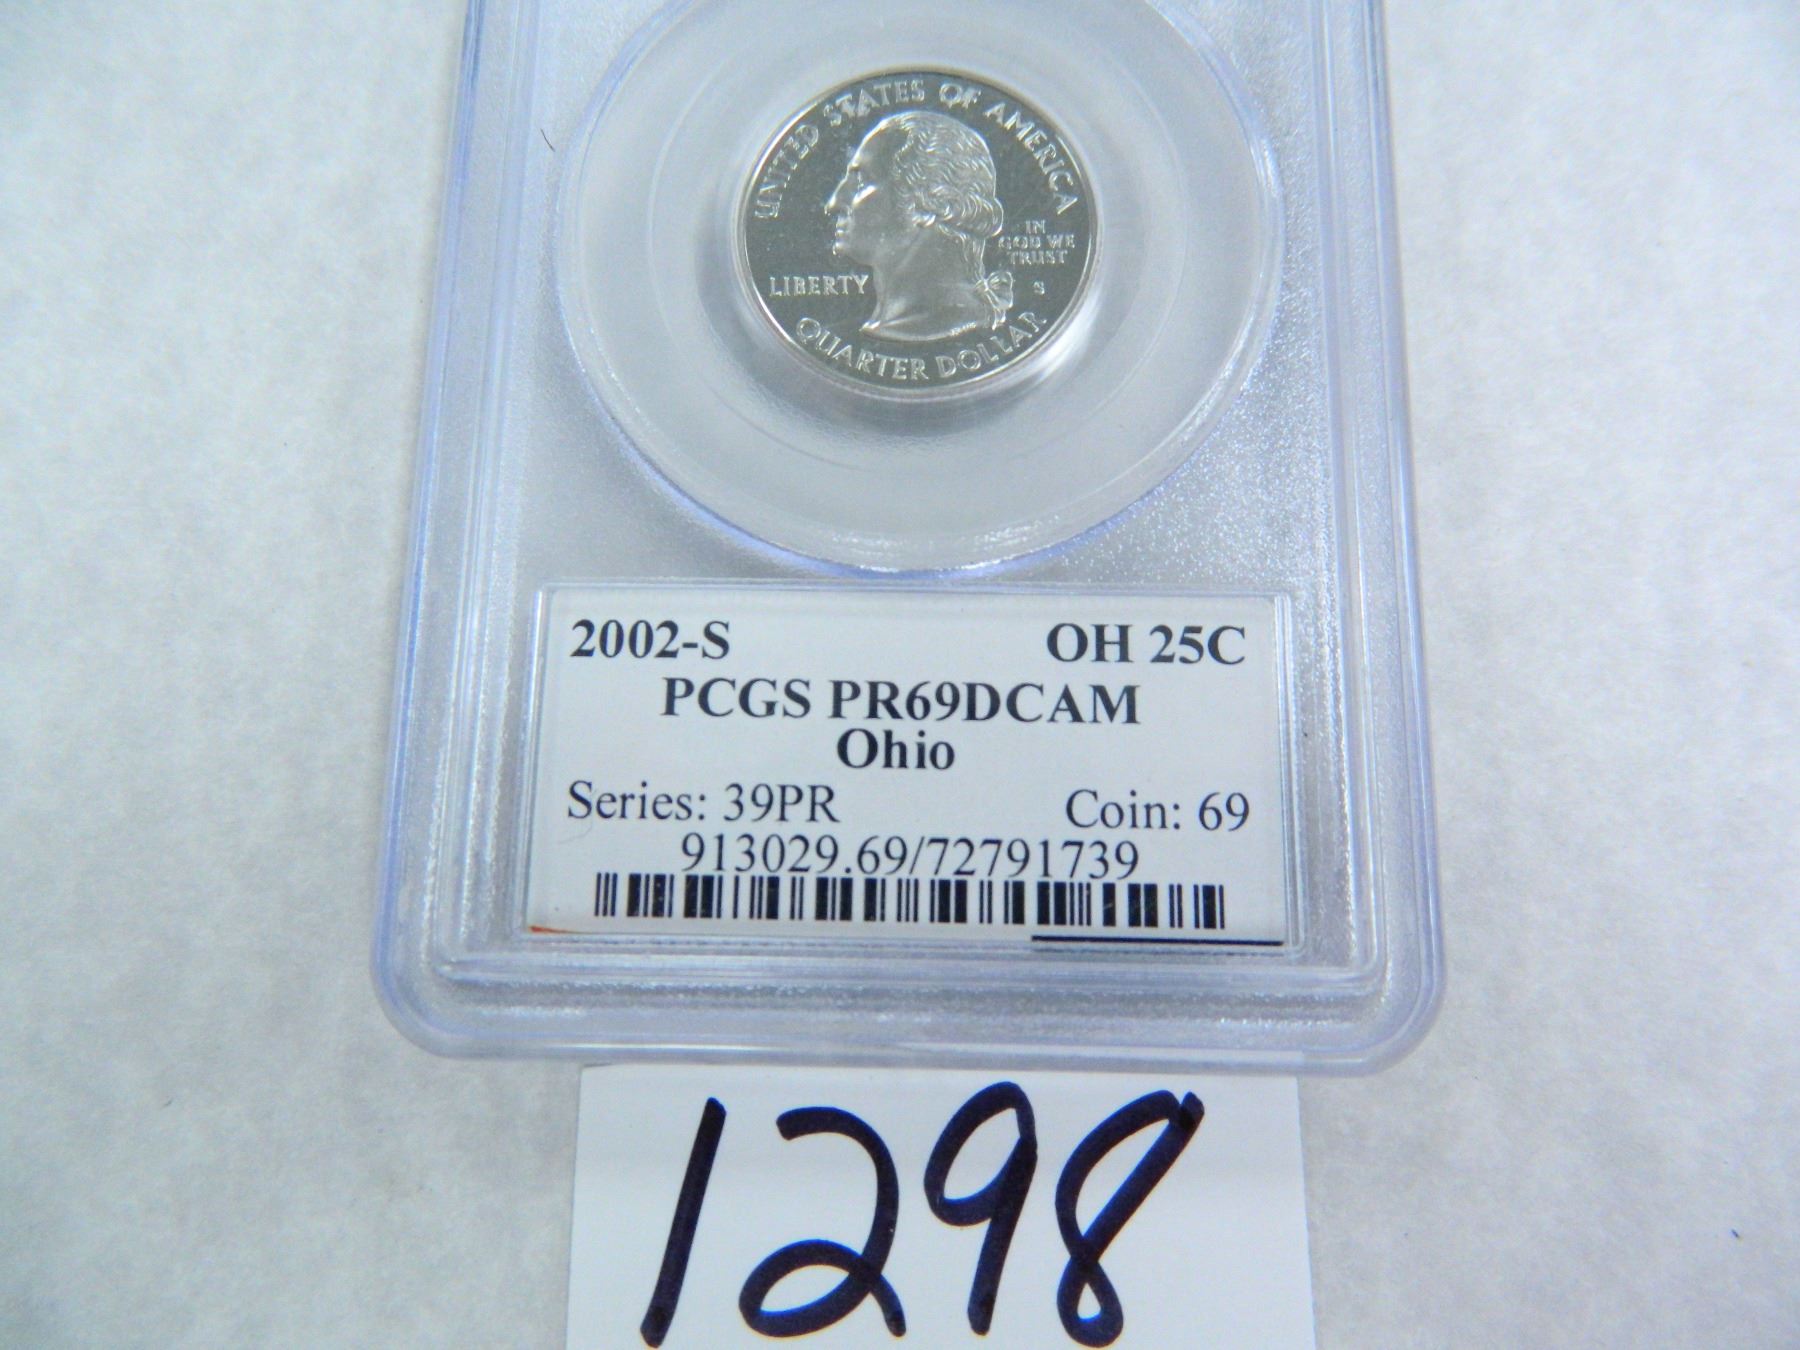 UNITED STATES OF AMERICA
IN
GOD WE
TRUST
LIBERTY
S
QUARTER DOLLAR
2002-S OH 25C
PCGS PR69DCAM
Ohio
Series: 39PR Coin: 69
913029.69/72791739
1298